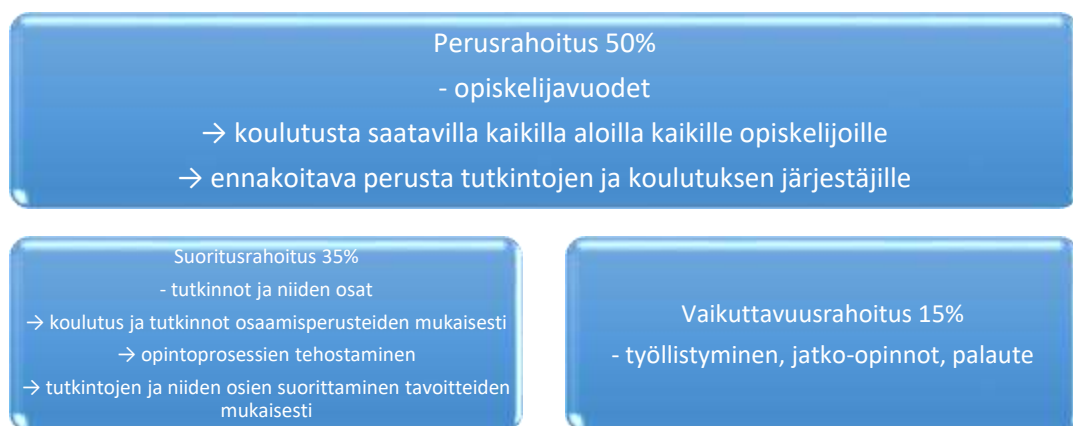 Perusrahoitus 50%
- opiskelijavuodet
→ koulutusta saatavilla kaikilla aloilla kaikille opiskelijoille
→ ennakoitava perusta tutkintojen ja koulutuksen järjestäjille
Suoritusrahoitus 35%
- tutkinnot ja niiden osat
→ koulutus ja tutkinnot osaamisperusteiden mukaisesti
→ opintoprosessien tehostaminen
→ tutkintojen ja niiden osien suorittaminen tavoitteiden
mukaisesti
Vaikuttavuusrahoitus 15%
- työllistyminen, jatko-opinnot, palaute